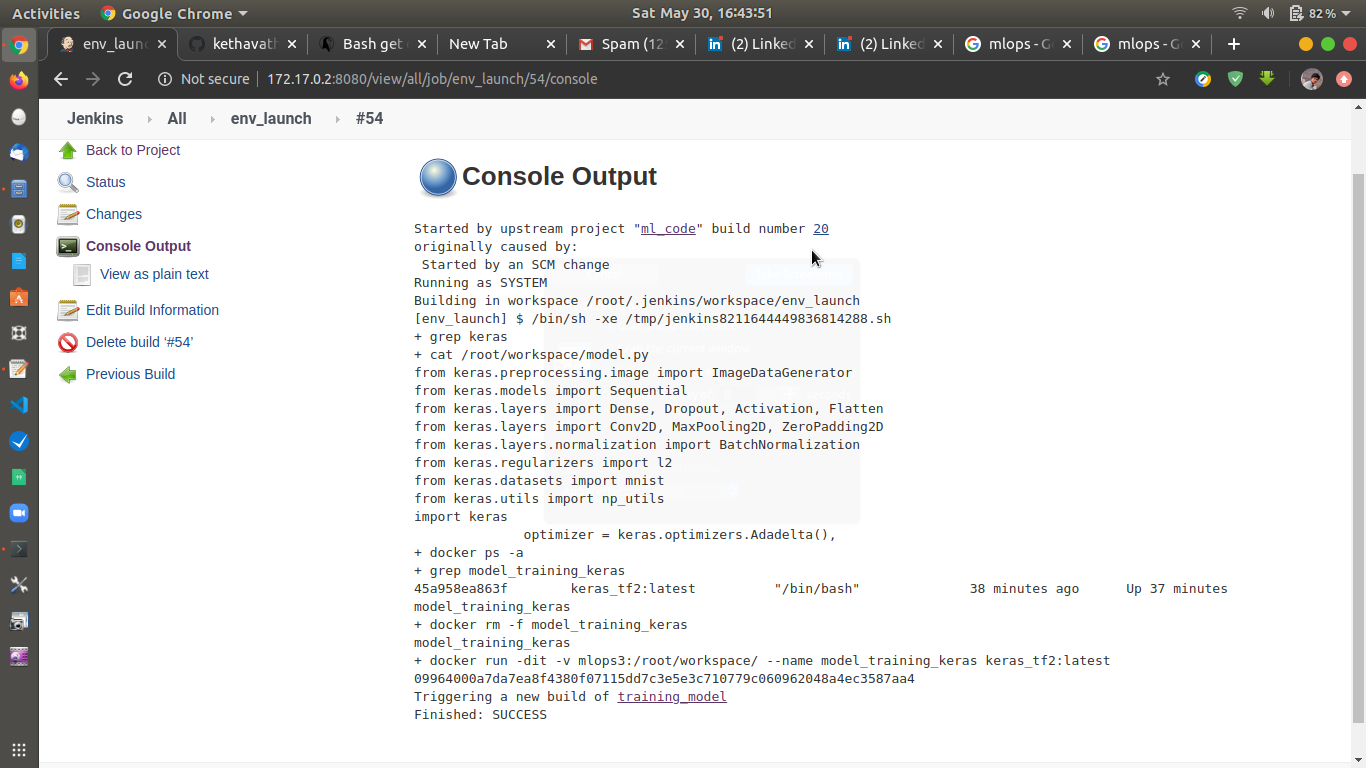 Activities Google Chrome Sat May 30, 16:43:51 82 %
env_laun kethavat Bash get New Tab Spam (12 (2) Linked (2) Linked mlops - G mlops - G
Not secure 172.17.0.2:8080/view/all/job/env_launch/54/console
Jenkins All env_launch #54
Back to Project
Status
Changes
Console Output
View as plain text
Edit Build Information
Delete build ‘#54’
Previous Build
Console Output
Started by upstream project "ml_code" build number 20
originally caused by:
Started by an SCM change
Running as SYSTEM
Building in workspace /root/.jenkins/workspace/env_launch
[env_launch] $ /bin/sh -xe /tmp/jenkins8211644449836814288.sh
+ grep keras
+ cat /root/workspace/model.py
from keras.preprocessing.image import ImageDataGenerator
from keras.models import Sequential
from keras.layers import Dense, Dropout, Activation, Flatten
from keras.layers import Conv2D, MaxPooling2D, ZeroPadding2D
from keras.layers.normalization import BatchNormalization
from keras.regularizers import l2
from keras.datasets import mnist
from keras.utils import np_utils
import keras
optimizer = keras.optimizers.Adadelta(),
+ docker ps -a
+ grep model_training_keras
45a958ea863f keras_tf2:latest "/bin/bash" 38 minutes ago Up 37 minutes
model_training_keras
+ docker rm -f model_training_keras
model_training_keras
+ docker run -dit -v mlops3:/root/workspace/ --name model_training_keras keras_tf2:latest
09964000a7da7ea8f4380f07115dd7c3e5e3c710779c060962048a4ec3587aa4
Triggering a new build of training_model
Finished: SUCCESS